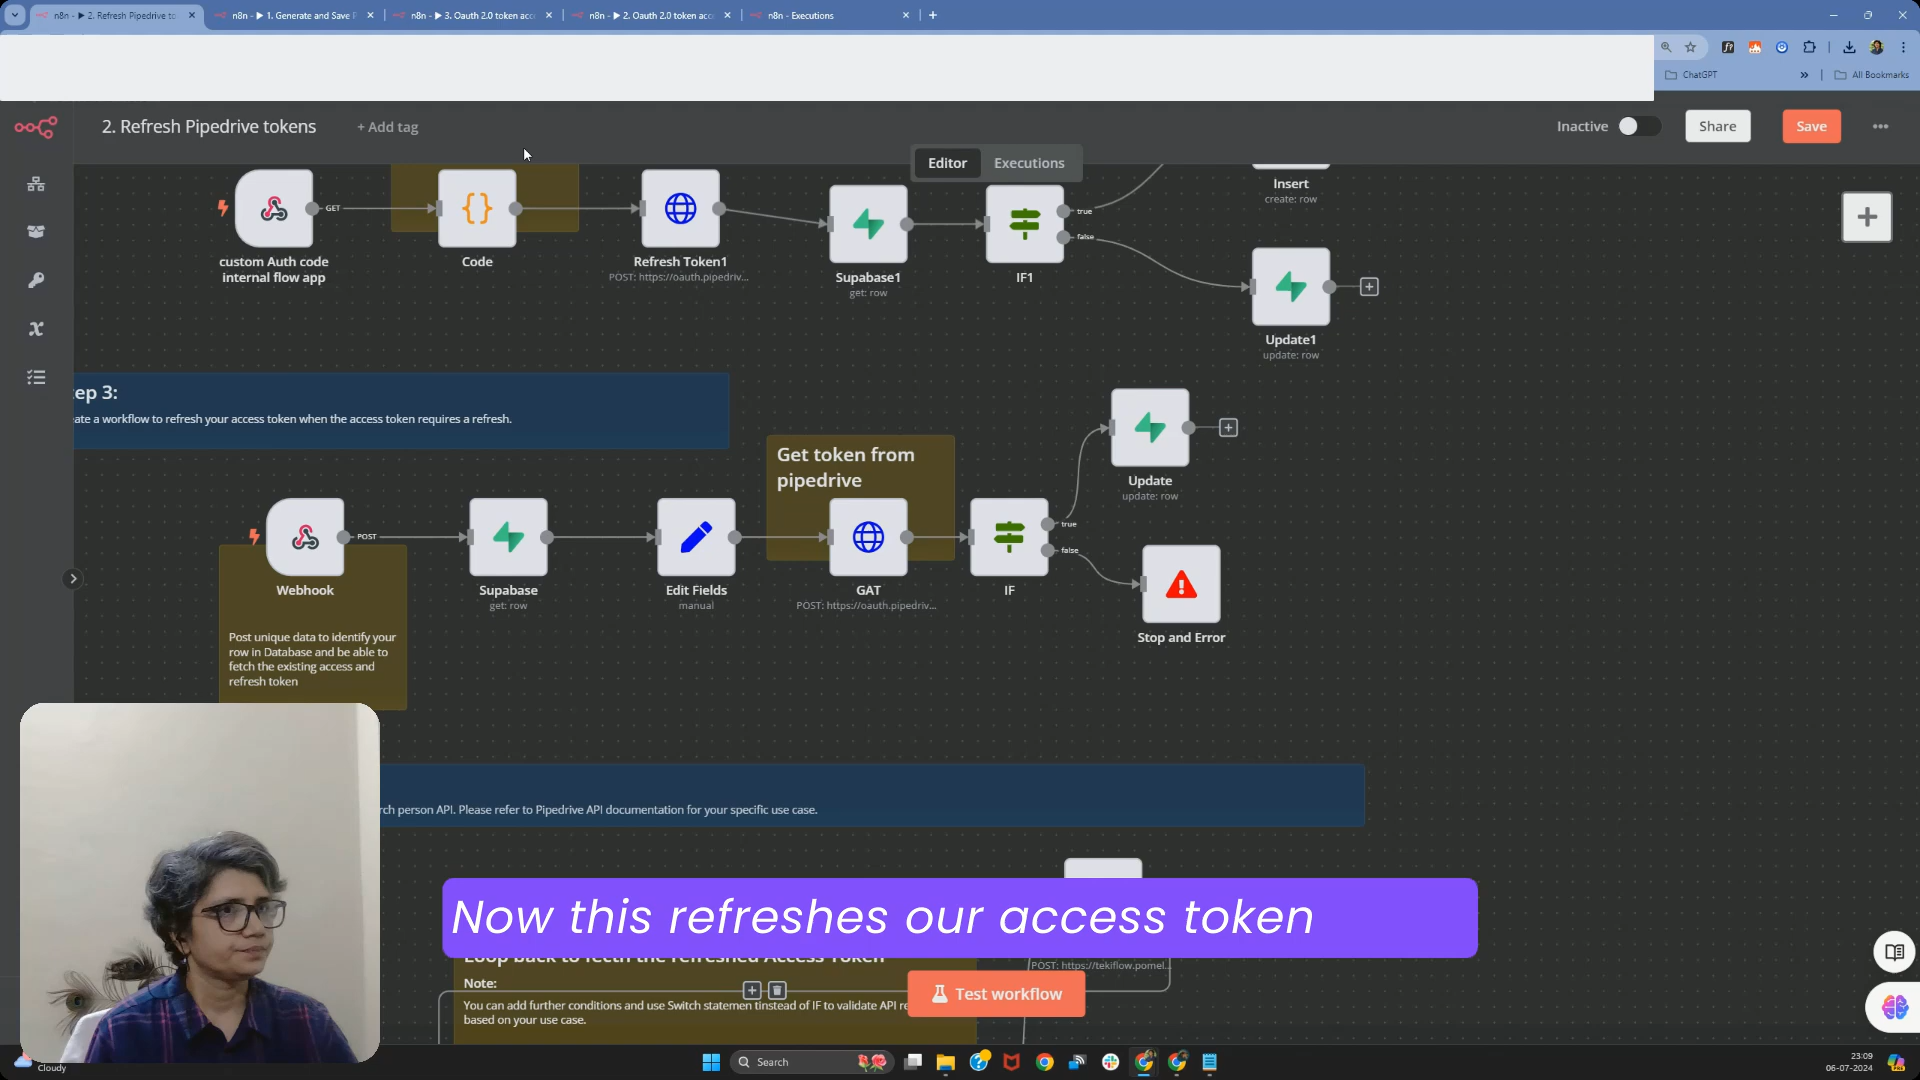 n8n - ▶ 2. Refresh Pipedrive to
n8n - ▶ 1. Generate and Save P
n8n - ▶ 3. Oauth 2.0 token acc
n8n - ▶ 2. Oauth 2.0 token acc
n8n - Executions
ChatGPT
All Bookmarks
2. Refresh Pipedrive tokens
+ Add tag
Inactive
Share
Save
Editor
Executions
GET
custom Auth code
internal flow app
Code
Refresh Token1
POST: https://oauth.pipedriv...
Supabase1
get: row
true
false
IF1
Insert
create: row
Update1
update: row
ep 3:
ate a workflow to refresh your access token when the access token requires a refresh.
Get token from
pipedrive
POST
Webhook
Post unique data to identify your
row in Database and be able to
fetch the existing access and
refresh token
Supabase
get: row
Edit Fields
manual
GAT
POST: https://oauth.pipedriv...
true
false
IF
Update
update: row
Stop and Error
rch person API. Please refer to Pipedrive API documentation for your specific use case.
Now this refreshes our access token
Loop back to fecth the refreshed Access Token
POST: https://tekiflow.pomel...
Note:
You can add further conditions and use Switch statemen tinstead of IF to validate API re
based on your use case.
Test workflow
Cloudy
Search
23:09
06-07-2024